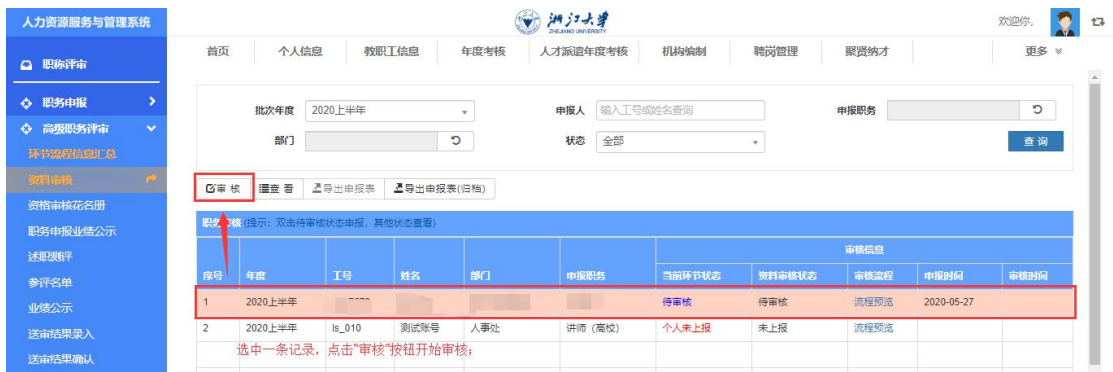 人力资源服务与管理系统
浙江大学
ZHEJIANG UNIVERSITY
欢迎你,
首页 个人信息 教职工信息 年度考核 人才派遣年度考核 机构编制 聘岗管理 聚贤纳才 更多
职称评审
职务申报
高级职务评审
环节流程信息汇总
资料审核
资格审核花名册
职务申报业绩公示
述职测评
参评名单
业绩公示
送审结果录入
送审结果确认
批次年度 2020上半年 申报人 输入工号或姓名查询 申报职务
部门 状态 全部 查 询
审 核 查 看 导出申报表 导出申报表(归档)
职务审核 (提示: 双击待审核状态申报, 其他状态查看)
审核信息
序号 年度 工号 姓名 部门 申报职务 当前环节状态 资料审核状态 审核流程 申报时间 审核时间
1 2020上半年 待审核 待审核 流程预览 2020-05-27
2 2020上半年 ls_010 测试账号 人事处 讲师 (高校) 个人未上报 未上报 流程预览
选中一条记录，点击“审核”按钮开始审核；